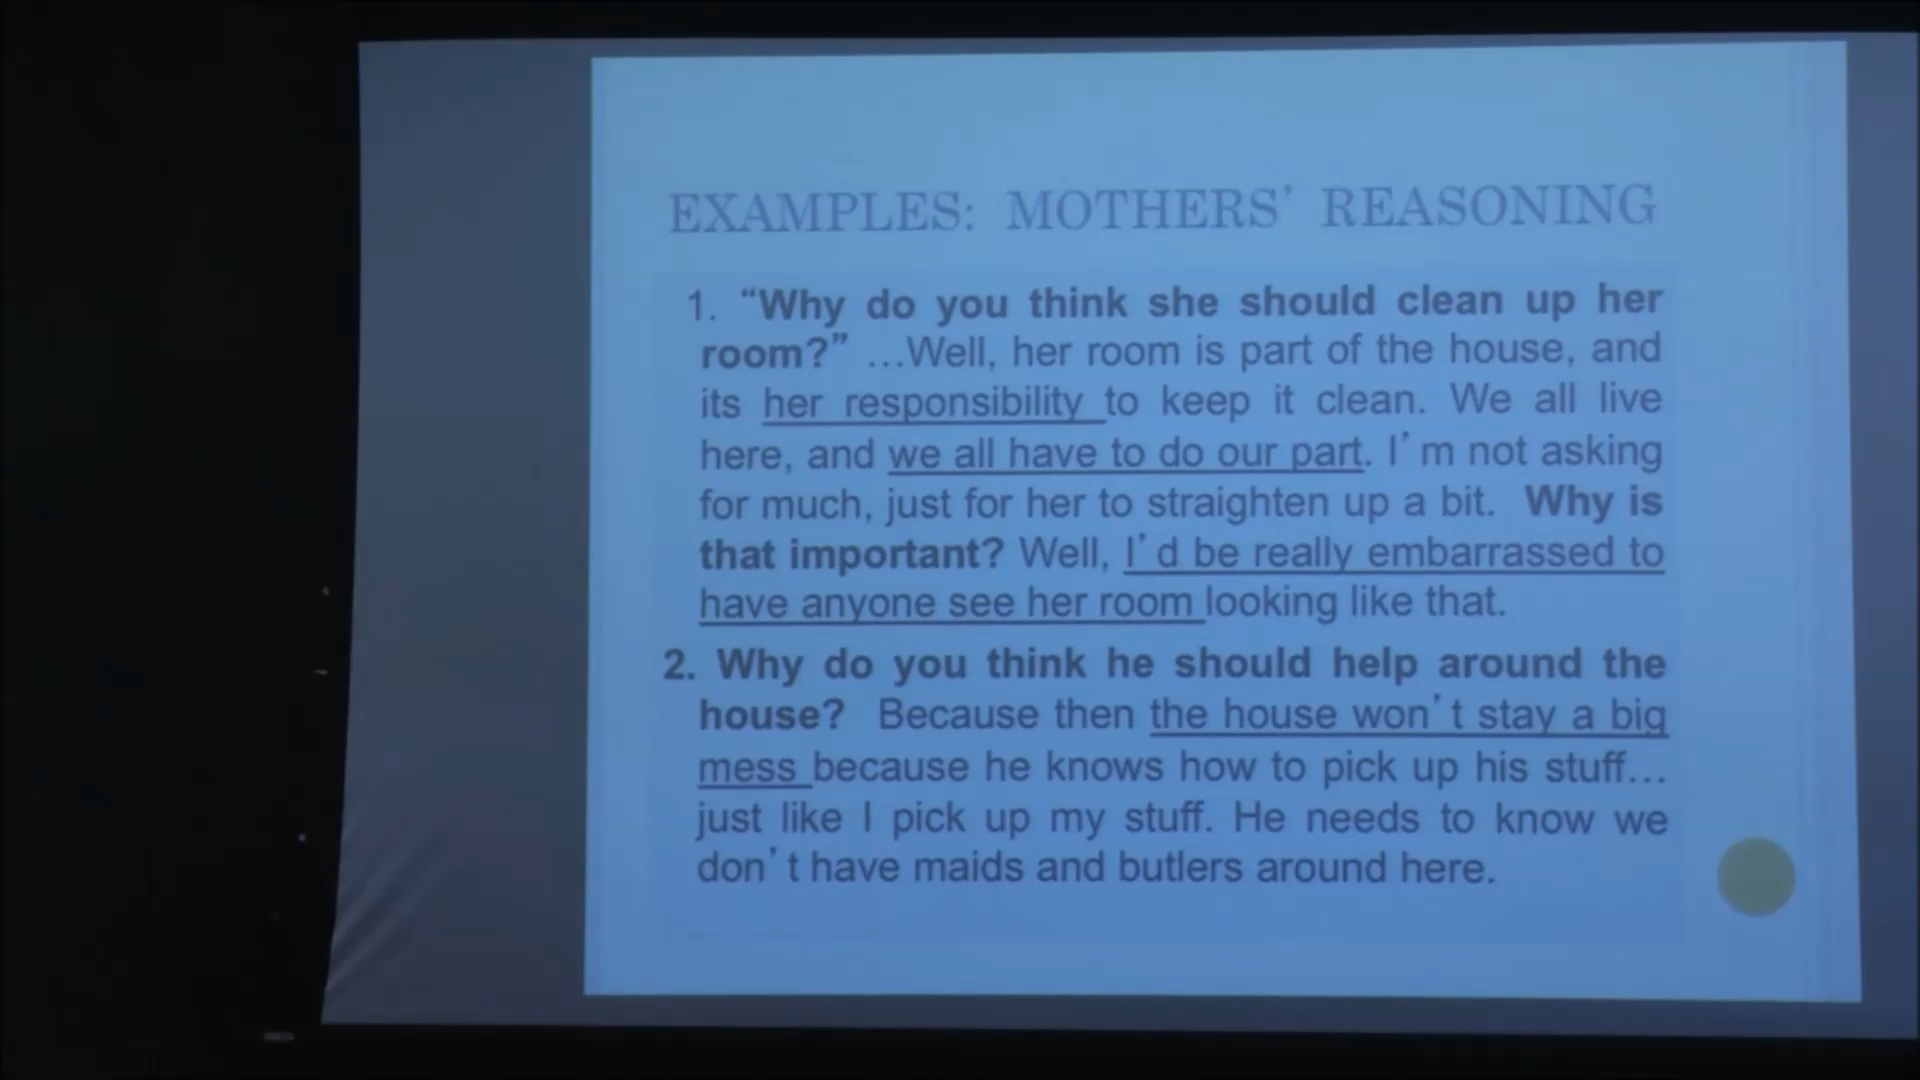 EXAMPLES: MOTHERS' REASONING
1. “Why do you think she should clean up her
room?” ...Well, her room is part of the house, and
its her responsibility to keep it clean. We all live
here, and we all have to do our part. I'm not asking
for much, just for her to straighten up a bit. Why is
that important? Well, I'd be really embarrassed to
have anyone see her room looking like that.
2. Why do you think he should help around the
house? Because then the house won't stay a big
mess because he knows how to pick up his stuff...
just like I pick up my stuff. He needs to know we
don't have maids and butlers around here.